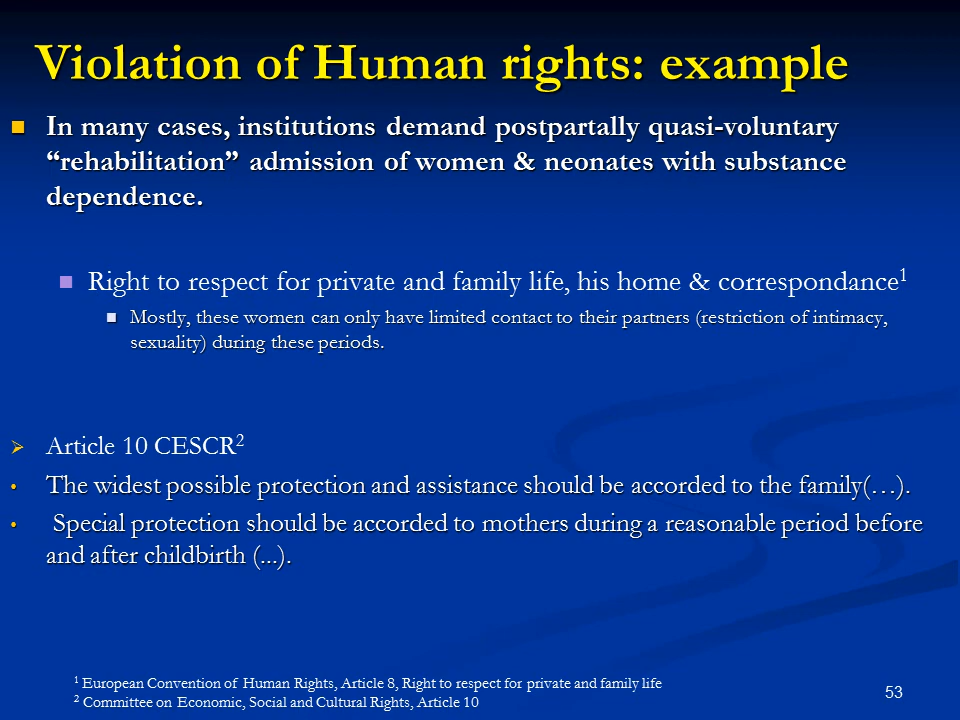 Violation of Human rights: example
In many cases, institutions demand postpartally quasi-voluntary
“rehabilitation” admission of women & neonates with substance
dependence.
Right to respect for private and family life, his home & correspondance1
Mostly, these women can only have limited contact to their partners (restriction of intimacy,
sexuality) during these periods.
Article 10 CESCR2
The widest possible protection and assistance should be accorded to the family(…).
Special protection should be accorded to mothers during a reasonable period before
and after childbirth (...).
1 European Convention of Human Rights, Article 8, Right to respect for private and family life
2 Committee on Economic, Social and Cultural Rights, Article 10
53